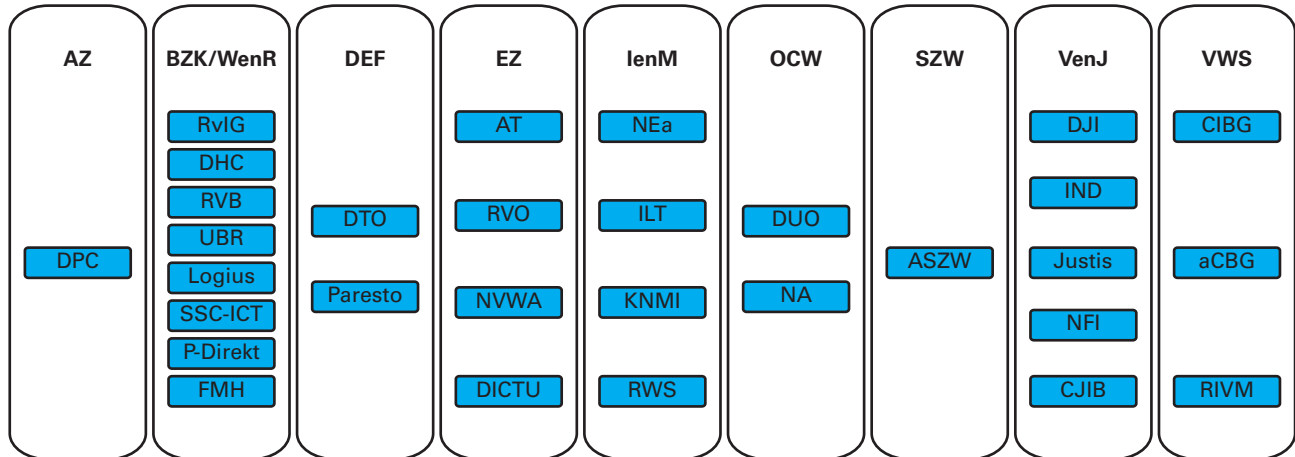 AZ
DPC
BZK/WenR
RvIG
DHC
RVB
UBR
Logius
SSC-ICT
P-Direkt
FMH
DEF
DTO
Paresto
EZ
AT
RVO
NVWA
DICTU
IenM
NEa
ILT
KNMI
RWS
OCW
DUO
NA
SZW
ASZW
VenJ
DJI
IND
Justis
NFI
CJIB
VWS
CIBG
aCBG
RIVM